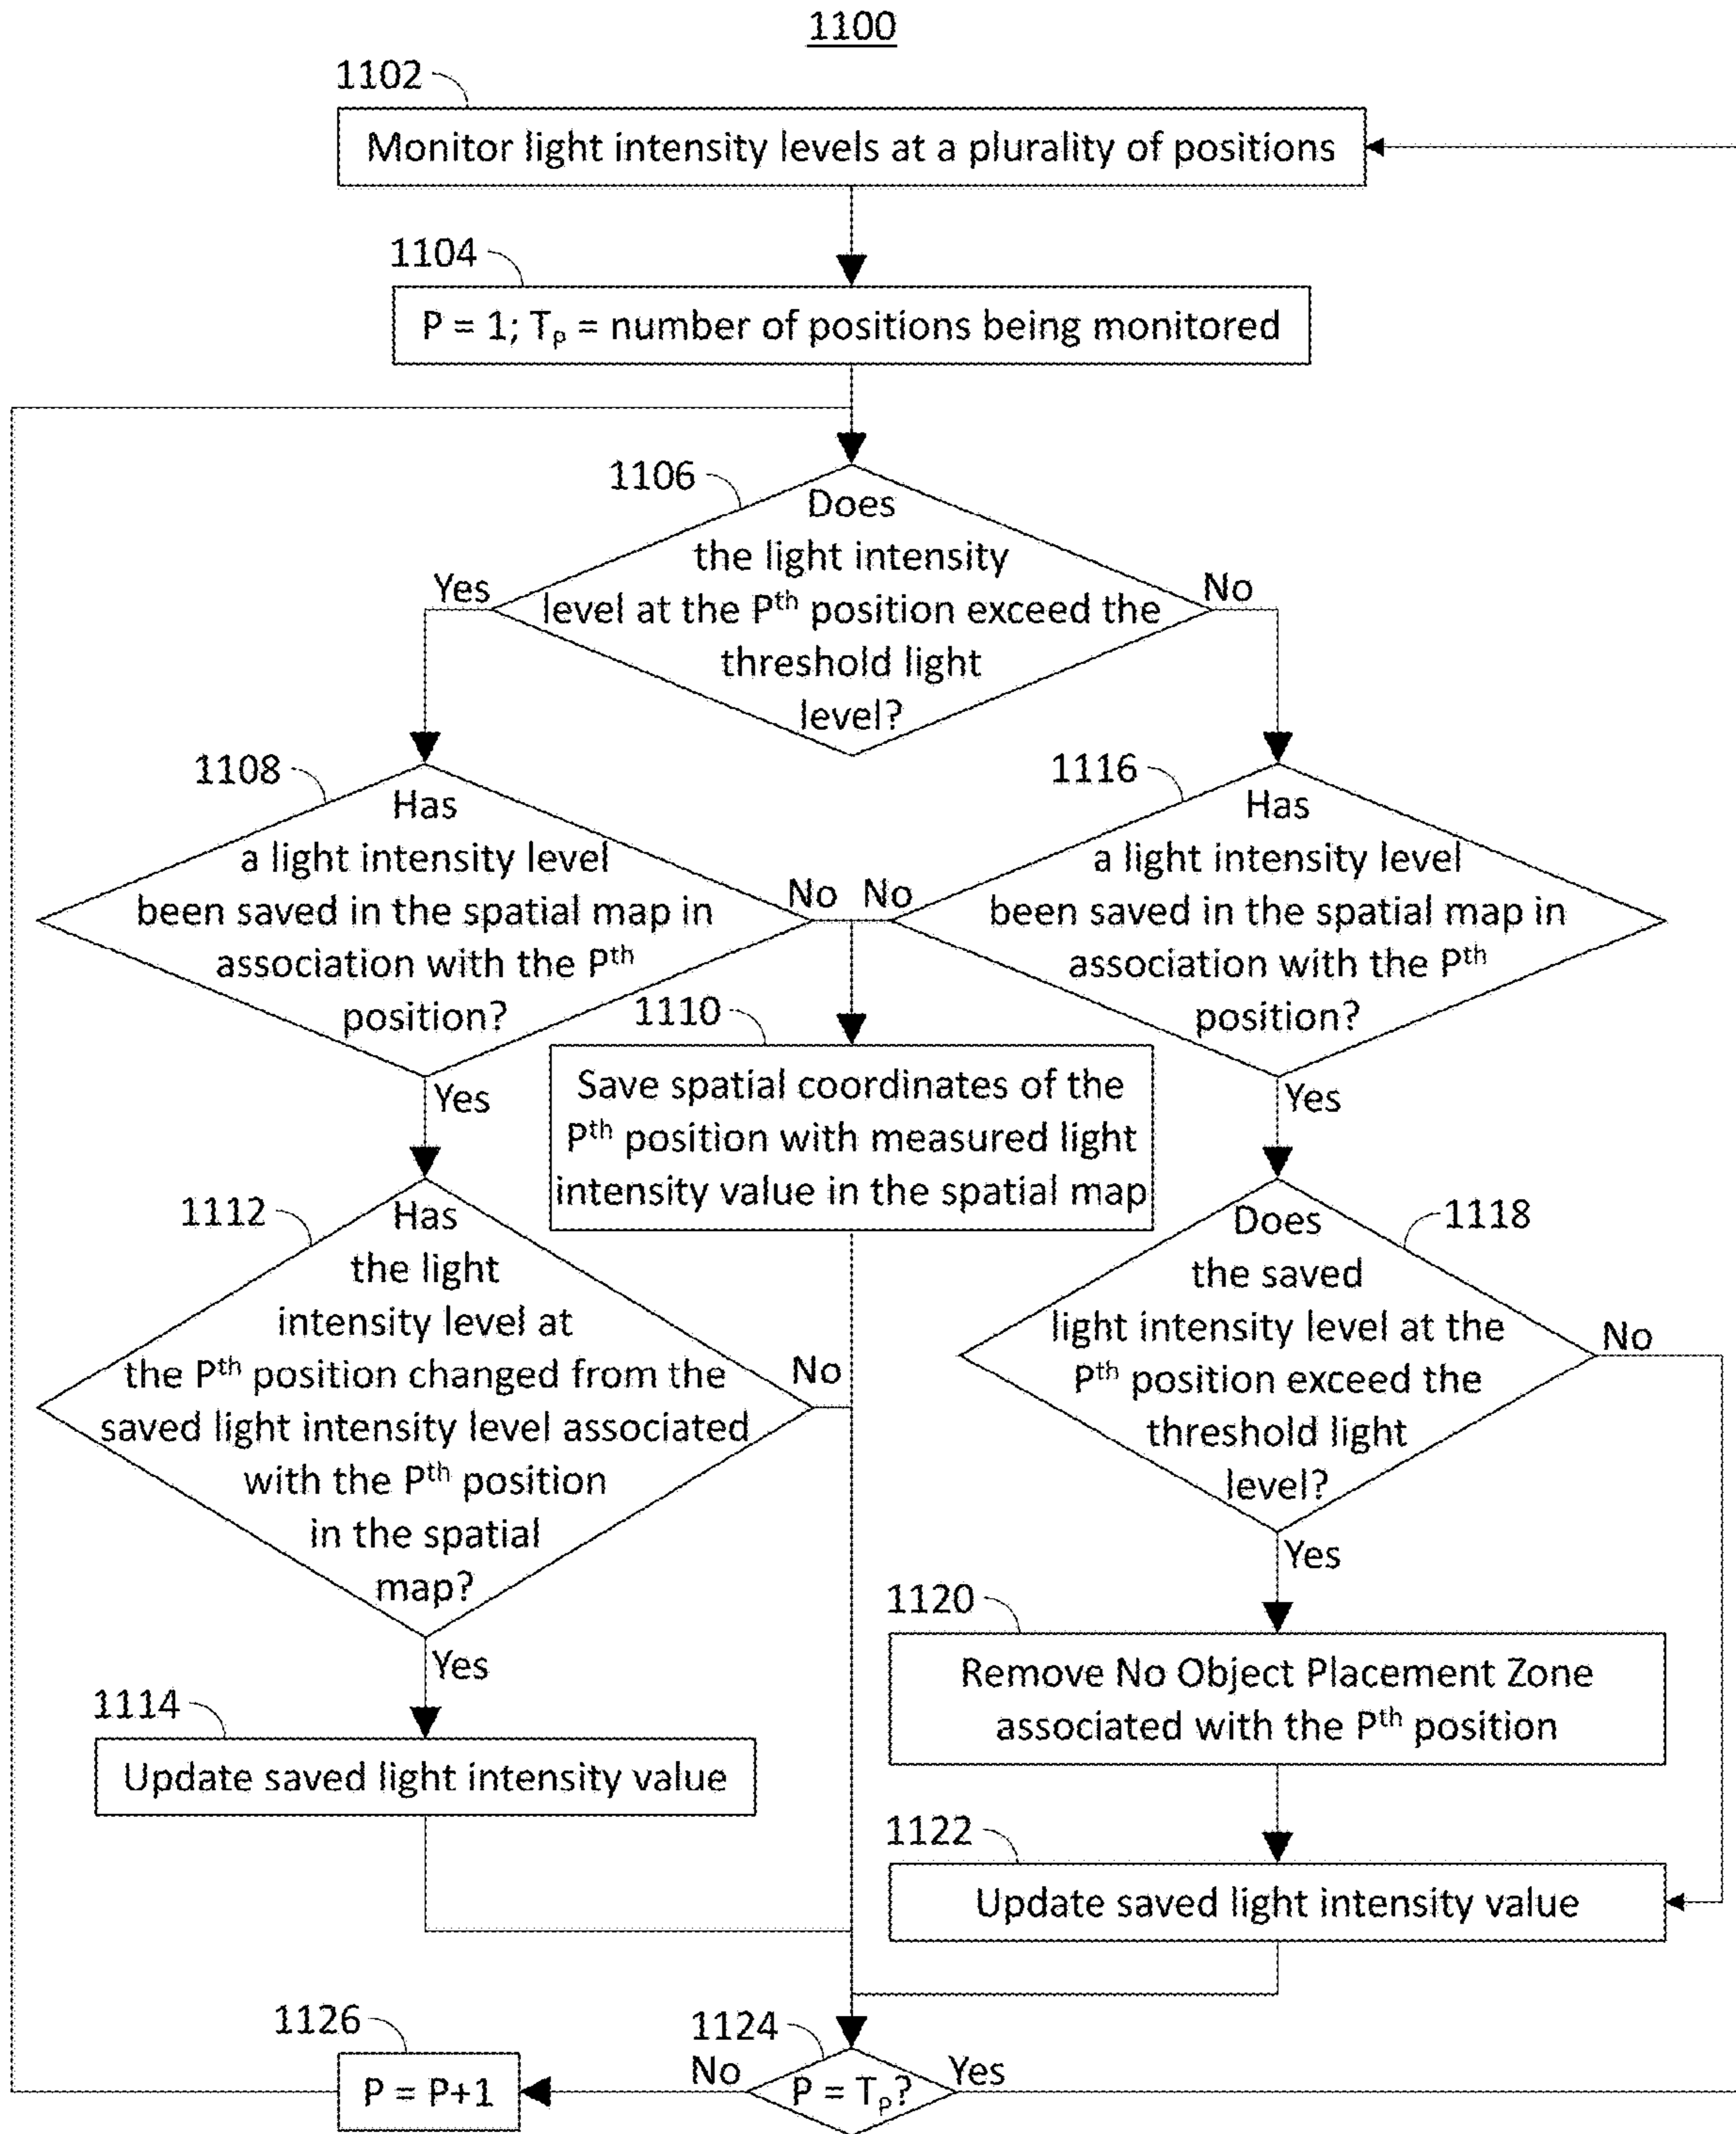 1100
1102
Monitor light intensity levels at a plurality of positions
1104
P = 1; Tₚ = number of positions being monitored
1106
Does
the light intensity
level at the Pᵗʰ position exceed the
threshold light
level?
Yes
No
1108
Has
a light intensity level
been saved in the spatial map in
association with the Pᵗʰ
position?
No
Yes
1116
Has
a light intensity level
been saved in the spatial map in
association with the Pᵗʰ
position?
No
Yes
1110
Save spatial coordinates of the
Pᵗʰ position with measured light
intensity value in the spatial map
1112
Has
the light
intensity level at
the Pᵗʰ position changed from the
saved light intensity level associated
with the Pᵗʰ position
in the spatial
map?
No
Yes
1118
Does
the saved
light intensity level at the
Pᵗʰ position exceed the
threshold light
level?
No
Yes
1114
Update saved light intensity value
1120
Remove No Object Placement Zone
associated with the Pᵗʰ position
1122
Update saved light intensity value
1124
P = Tₚ?
No
Yes
1126
P = P+1